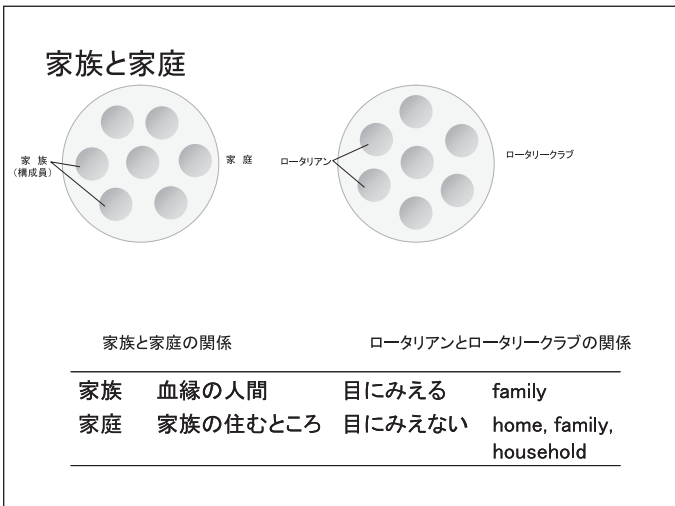 家族と家庭
家 族
(構成員)
家 庭
ロータリアン
ロータリークラブ
家族と家庭の関係
ロータリアンとロータリークラブの関係
家族 血縁の人間 目にみえる family
家庭 家族の住むところ 目にみえない home, family,
household